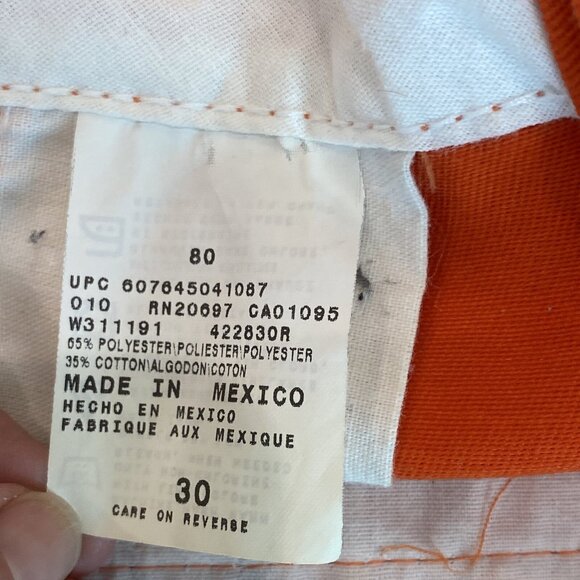 80
UPC 607645041087
010 RN20697 CA01095
W311191 422830R
65% POLYESTER\POLIESTER\POLYESTER
35% COTTON\ALGODON\COTON
MADE IN MEXICO
HECHO EN MEXICO
FABRIQUE AUX MEXIQUE
30
CARE ON REVERSE